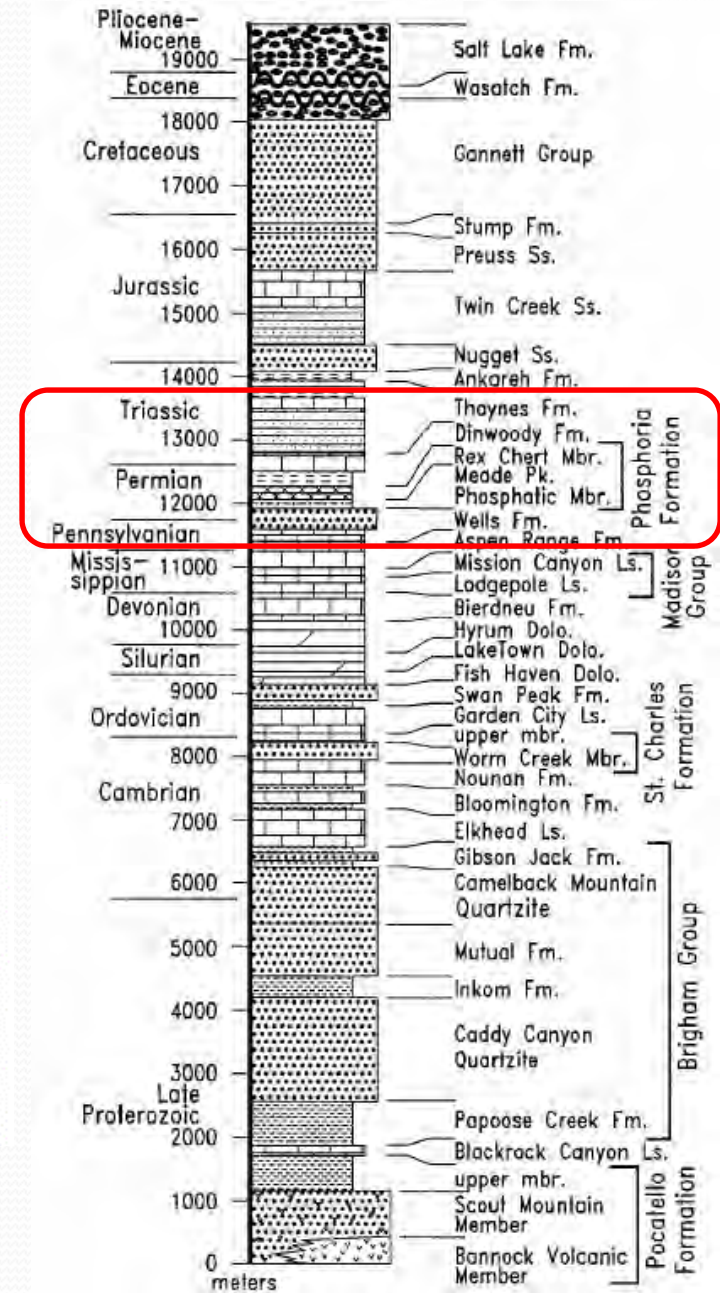 Pliocene–
Miocene
19000
Eocene
18000
Cretaceous
17000
16000
Jurassic
15000
14000
Triassic
13000
Permian
12000
Pennsylvanian
Missis–
sippian
11000
Devonian
10000
Silurian
9000
Ordovician
8000
Cambrian
7000
6000
5000
4000
3000
Late
Proterozoic
2000
1000
0
meters
Salt Lake Fm.
Wasatch Fm.
Gannett Group
Stump Fm.
Preuss Ss.
Twin Creek Ss.
Nugget Ss.
Ankareh Fm.
Thaynes Fm.
Dinwoody Fm.
Rex Chert Mbr.
Meade Pk.
Phosphatic Mbr.
Wells Fm.
Aspen Range Fm.
Mission Canyon Ls.
Lodgepole Ls.
Bierdneu Fm.
Hyrum Dolo.
LakeTown Dolo.
Fish Haven Dolo.
Swan Peak Fm.
Garden City Ls.
upper mbr.
Worm Creek Mbr.
Nounan Fm.
Bloomington Fm.
Elkhead Ls.
Gibson Jack Fm.
Camelback Mountain
Quartzite
Mutual Fm.
Inkom Fm.
Caddy Canyon
Quartzite
Papoose Creek Fm.
Blackrock Canyon Ls.
upper mbr.
Scout Mountain
Member
Bannock Volcanic
Member
Phosphoria
Formation
Madison
Group
St. Charles
Formation
Brigham Group
Pocatello
Formation